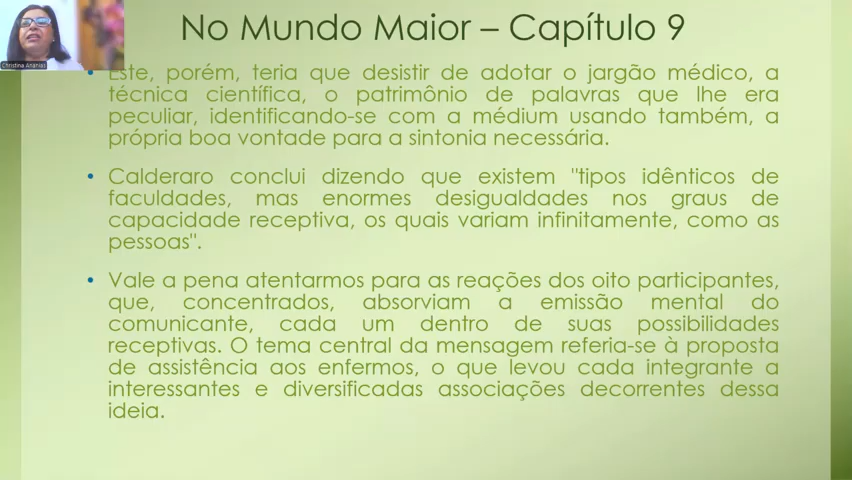 No Mundo Maior – Capítulo 9
Christina Ananias
Este, porém, teria que desistir de adotar o jargão médico, a
técnica científica, o patrimônio de palavras que lhe era
peculiar, identificando-se com a médium usando também, a
própria boa vontade para a sintonia necessária.
Calderaro conclui dizendo que existem "tipos idênticos de
faculdades, mas enormes desigualdades nos graus de
capacidade receptiva, os quais variam infinitamente, como as
pessoas".
Vale a pena atentarmos para as reações dos oito participantes,
que, concentrados, absorviam a emissão mental do
comunicante, cada um dentro de suas possibilidades
receptivas. O tema central da mensagem referia-se à proposta
de assistência aos enfermos, o que levou cada integrante a
interessantes e diversificadas associações decorrentes dessa
ideia.